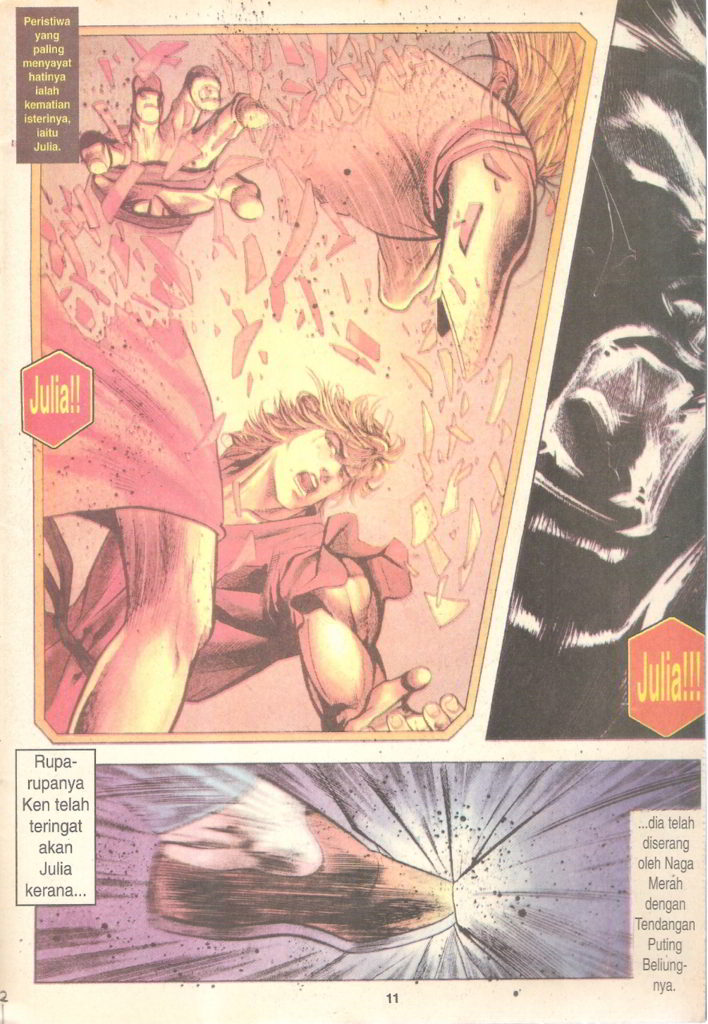 Peristiwa
yang
paling
menyayat
hatinya
ialah
kematian
isterinya,
iaitu
Julia.
Julia!!
Julia!!!
Rupa-
rupanya
Ken telah
teringat
akan
Julia
kerana...
...dia telah
diserang
oleh Naga
Merah
dengan
Tendangan
Puting
Beliung-
nya.
2
11